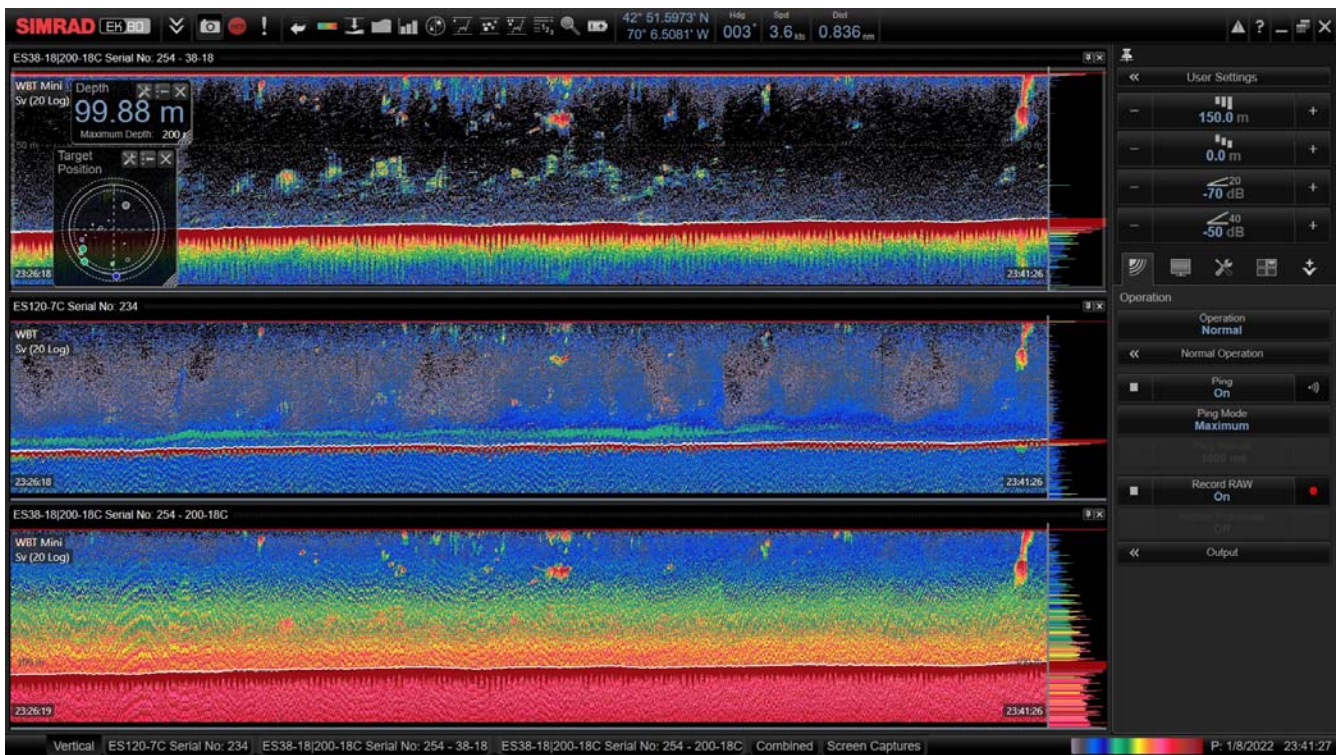 SIMRAD EK80
42° 51.5973' N
70° 6.5081' W
Hdg
003°
Spd
3.6 kts
Dist
0.836 nm
ES38-18|200-18C Serial No: 254 - 38-18
WBT Mini
Sv (20 Log)
Depth
99.88 m
Maximum Depth: 200
Target
Position
50 m
23:26:18
23:41:26
ES120-7C Serial No: 234
WBT
Sv (20 Log)
23:26:18
23:41:26
ES38-18|200-18C Serial No: 254 - 200-18C
WBT Mini
Sv (20 Log)
100 m
23:26:19
23:41:26
User Settings
150.0 m
0.0 m
20
-70 dB
40
-50 dB
Operation
Operation
Normal
Normal Operation
Ping
On
Ping Mode
Maximum
1000 ms
Record RAW
On
Off
Output
Vertical
ES120-7C Serial No: 234
ES38-18|200-18C Serial No: 254 - 38-18
ES38-18|200-18C Serial No: 254 - 200-18C
Combined
Screen Captures
P: 1/8/2022 23:41:27